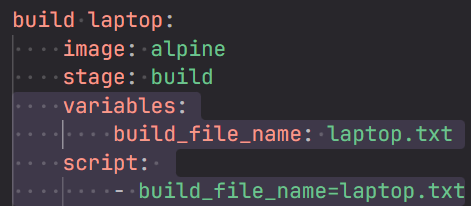 build laptop:
    image: alpine
    stage: build
    variables:
        build_file_name: laptop.txt
    script:
        - build_file_name=laptop.txt